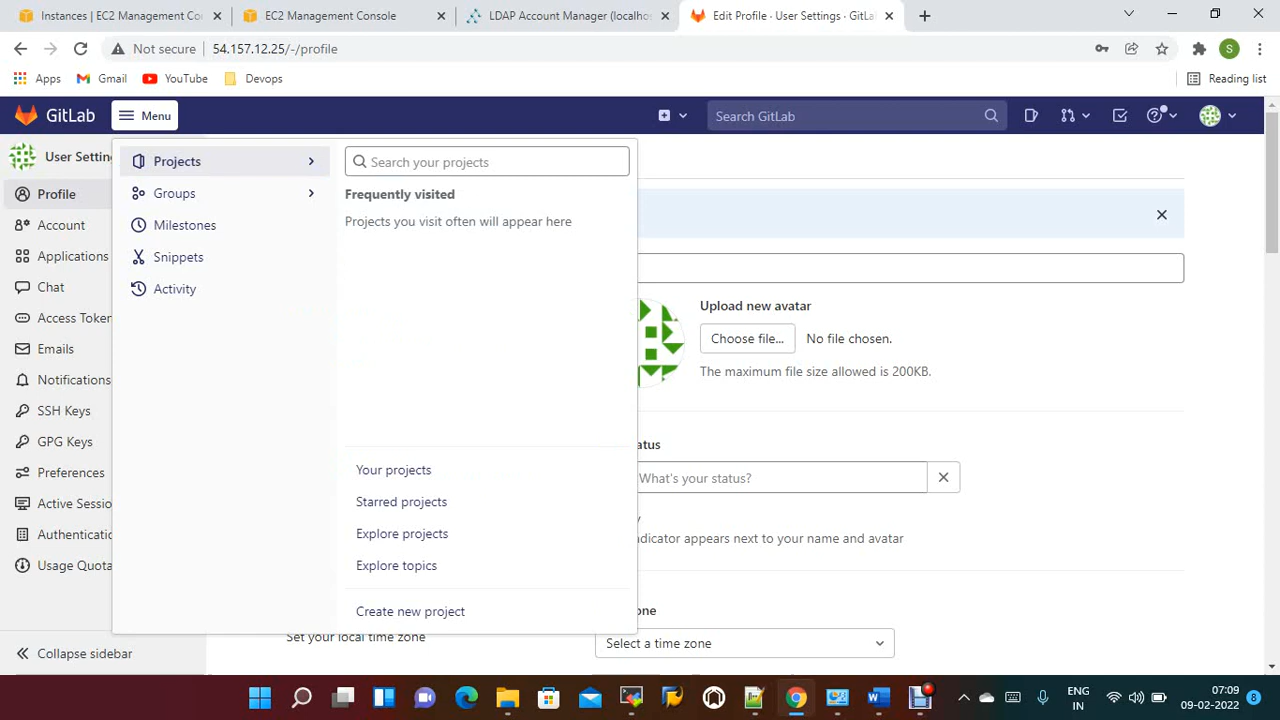 Instances | EC2 Management Co
EC2 Management Console
LDAP Account Manager (localho
Edit Profile · User Settings · GitLa
Not secure
54.157.12.25/-/profile
S
Apps
Gmail
YouTube
Devops
Reading list
GitLab
Menu
Search GitLab
User Settin
Projects
Search your projects
Profile
Groups
Frequently visited
Account
Milestones
Projects you visit often will appear here
Applications
Snippets
Chat
Activity
Upload new avatar
Access Token
Choose file...
No file chosen.
Emails
The maximum file size allowed is 200KB.
Notifications
SSH Keys
GPG Keys
atus
Preferences
Your projects
What's your status?
Active Sessio
Starred projects
y
Authenticatio
Explore projects
ndicator appears next to your name and avatar
Usage Quota
Explore topics
Create new project
one
Set your local time zone
Select a time zone
Collapse sidebar
ENG
IN
07:09
09-02-2022
8